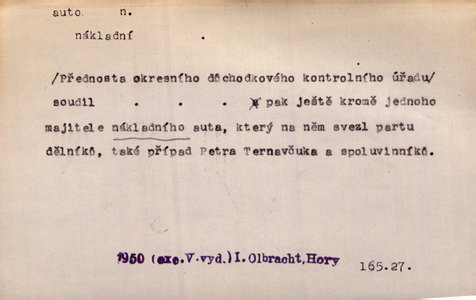 auto n.
nákladní .
/Přednosta okresního důchodkového kontrolního úřadu/
soudil . . . pak ještě kromě jednoho
majitele nákladního auta, který na něm svezl partu
dělníků, také případ Petra Ternavčuka a spoluvinníků.
1950 (exc.V.vyd.) I. Olbracht, Hory
165.27.